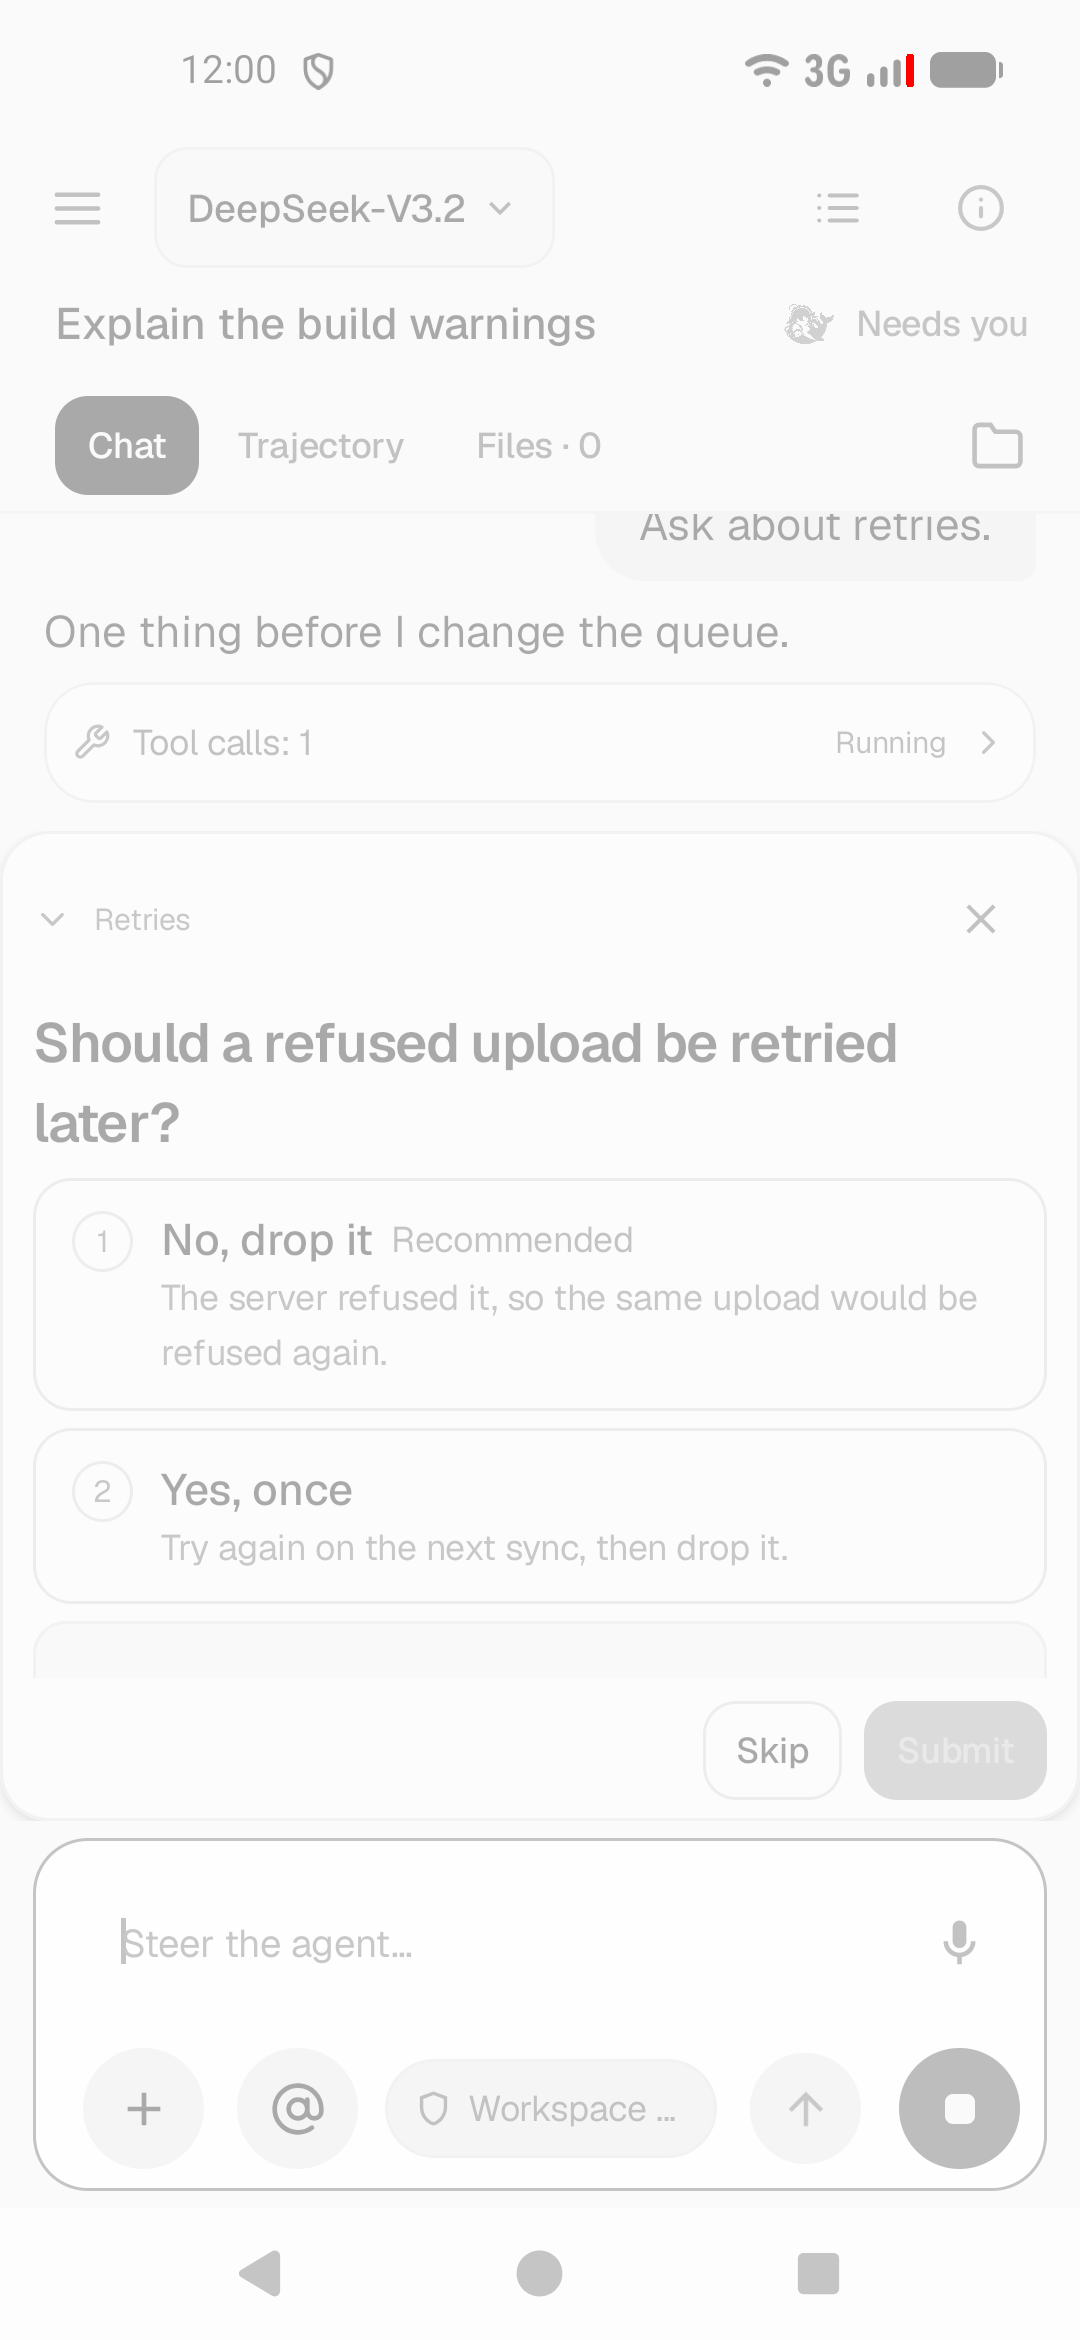 12:00 3G
DeepSeek-V3.2
Explain the build warnings Needs you
Chat Trajectory Files · 0
Ask about retries.
One thing before I change the queue.
Tool calls: 1 Running
Retries
Should a refused upload be retried
later?
1 No, drop it Recommended
The server refused it, so the same upload would be
refused again.
2 Yes, once
Try again on the next sync, then drop it.
Skip Submit
Steer the agent…
Workspace …